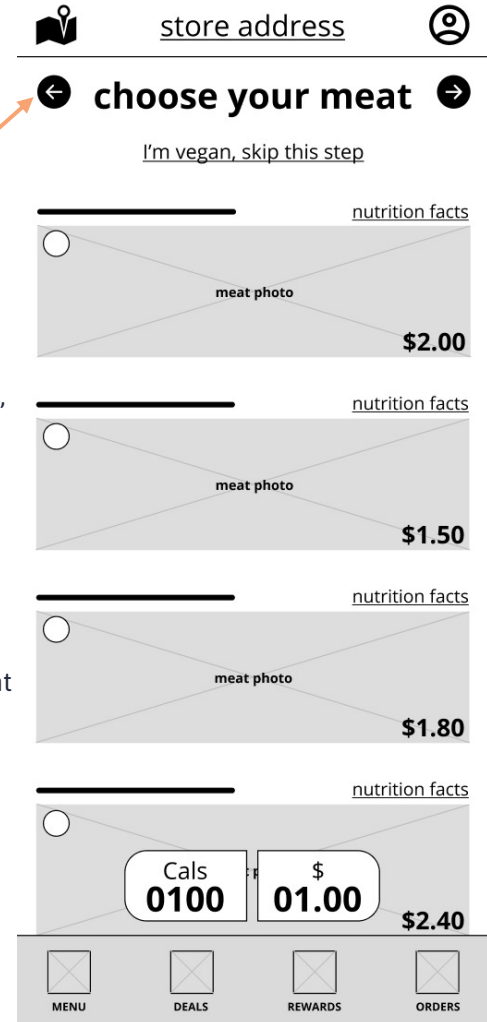 store address
choose your meat
I'm vegan, skip this step
nutrition facts
meat photo
$2.00
,
nutrition facts
meat photo
$1.50
nutrition facts
meat photo
$1.80
nutrition facts
Cals
0100
$
01.00
$2.40
MENU
DEALS
REWARDS
ORDERS